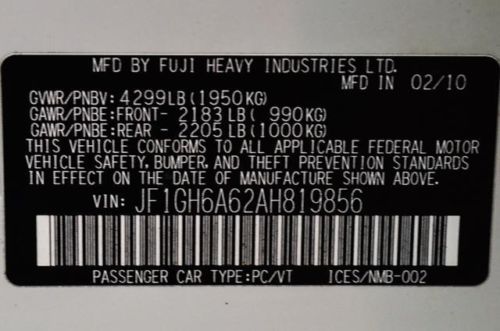 MFD BY FUJI HEAVY INDUSTRIES LTD.
MFD IN 02/10
GVWR/PNBV: 4299LB(1950KG)
GAWR/PNBE:FRONT- 2183 LB( 990KG)
GAWR/PNBE:REAR - 2205 LB(1000KG)
THIS VEHICLE CONFORMS TO ALL APPLICABLE FEDERAL MOTOR
VEHICLE SAFETY, BUMPER, AND THEFT PREVENTION STANDARDS
IN EFFECT ON THE DATE OF MANUFACTURE SHOWN ABOVE.
VIN: JF1GH6A62AH819856
PASSENGER CAR TYPE:PC/VT ICES/NMB-002